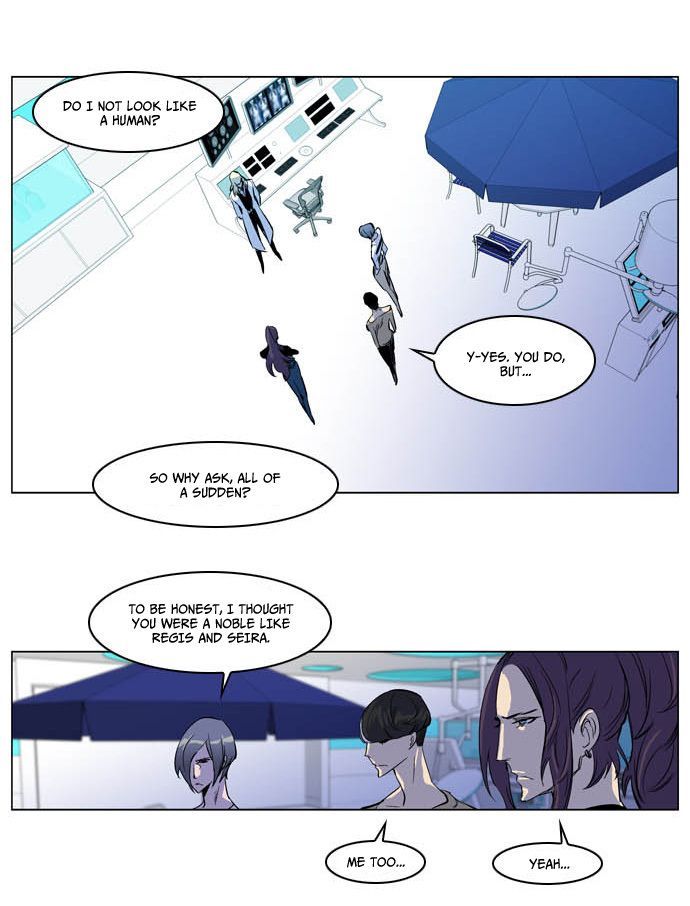 DO I NOT LOOK LIKE
A HUMAN?
Y-YES. YOU DO,
BUT...
SO WHY ASK, ALL OF
A SUDDEN?
TO BE HONEST, I THOUGHT
YOU WERE A NOBLE LIKE
REGIS AND SEIRA.
ME TOO...
YEAH...